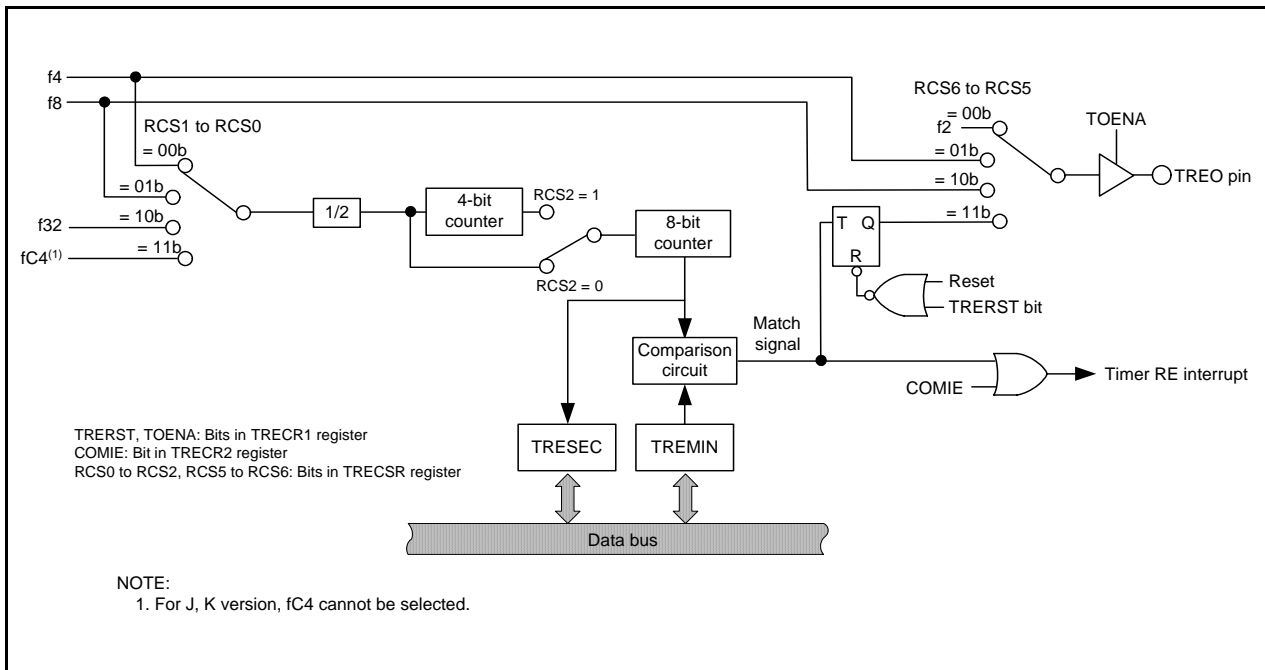 f4
f8
RCS1 to RCS0
= 00b
= 01b
f32
= 10b
fC4(1)
= 11b
1/2
4-bit
counter
RCS2 = 1
RCS2 = 0
8-bit
counter
RCS6 to RCS5
= 00b
f2
= 01b
= 10b
= 11b
TOENA
TREO pin
T Q
R
Reset
TRERST bit
Comparison
circuit
Match
signal
COMIE
Timer RE interrupt
TRESEC
TREMIN
Data bus
TRERST, TOENA: Bits in TRECR1 register
COMIE: Bit in TRECR2 register
RCS0 to RCS2, RCS5 to RCS6: Bits in TRECSR register
NOTE:
1. For J, K version, fC4 cannot be selected.